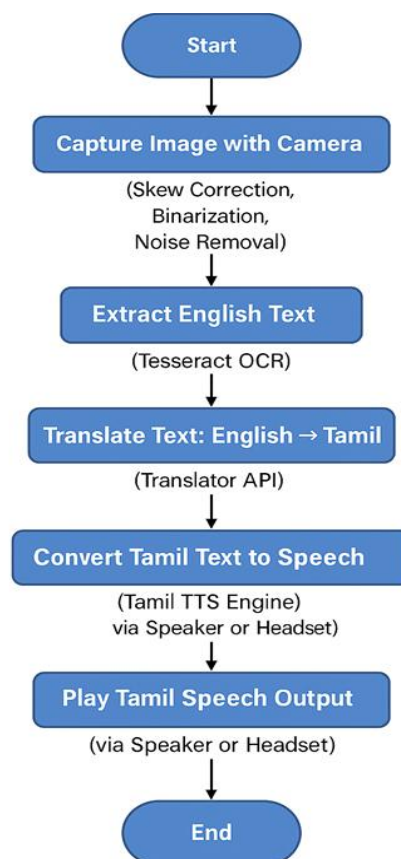 Start
Capture Image with Camera
(Skew Correction,
Binarization,
Noise Removal)
Extract English Text
(Tesseract OCR)
Translate Text: English → Tamil
(Translator API)
Convert Tamil Text to Speech
(Tamil TTS Engine)
via Speaker or Headset)
Play Tamil Speech Output
(via Speaker or Headset)
End